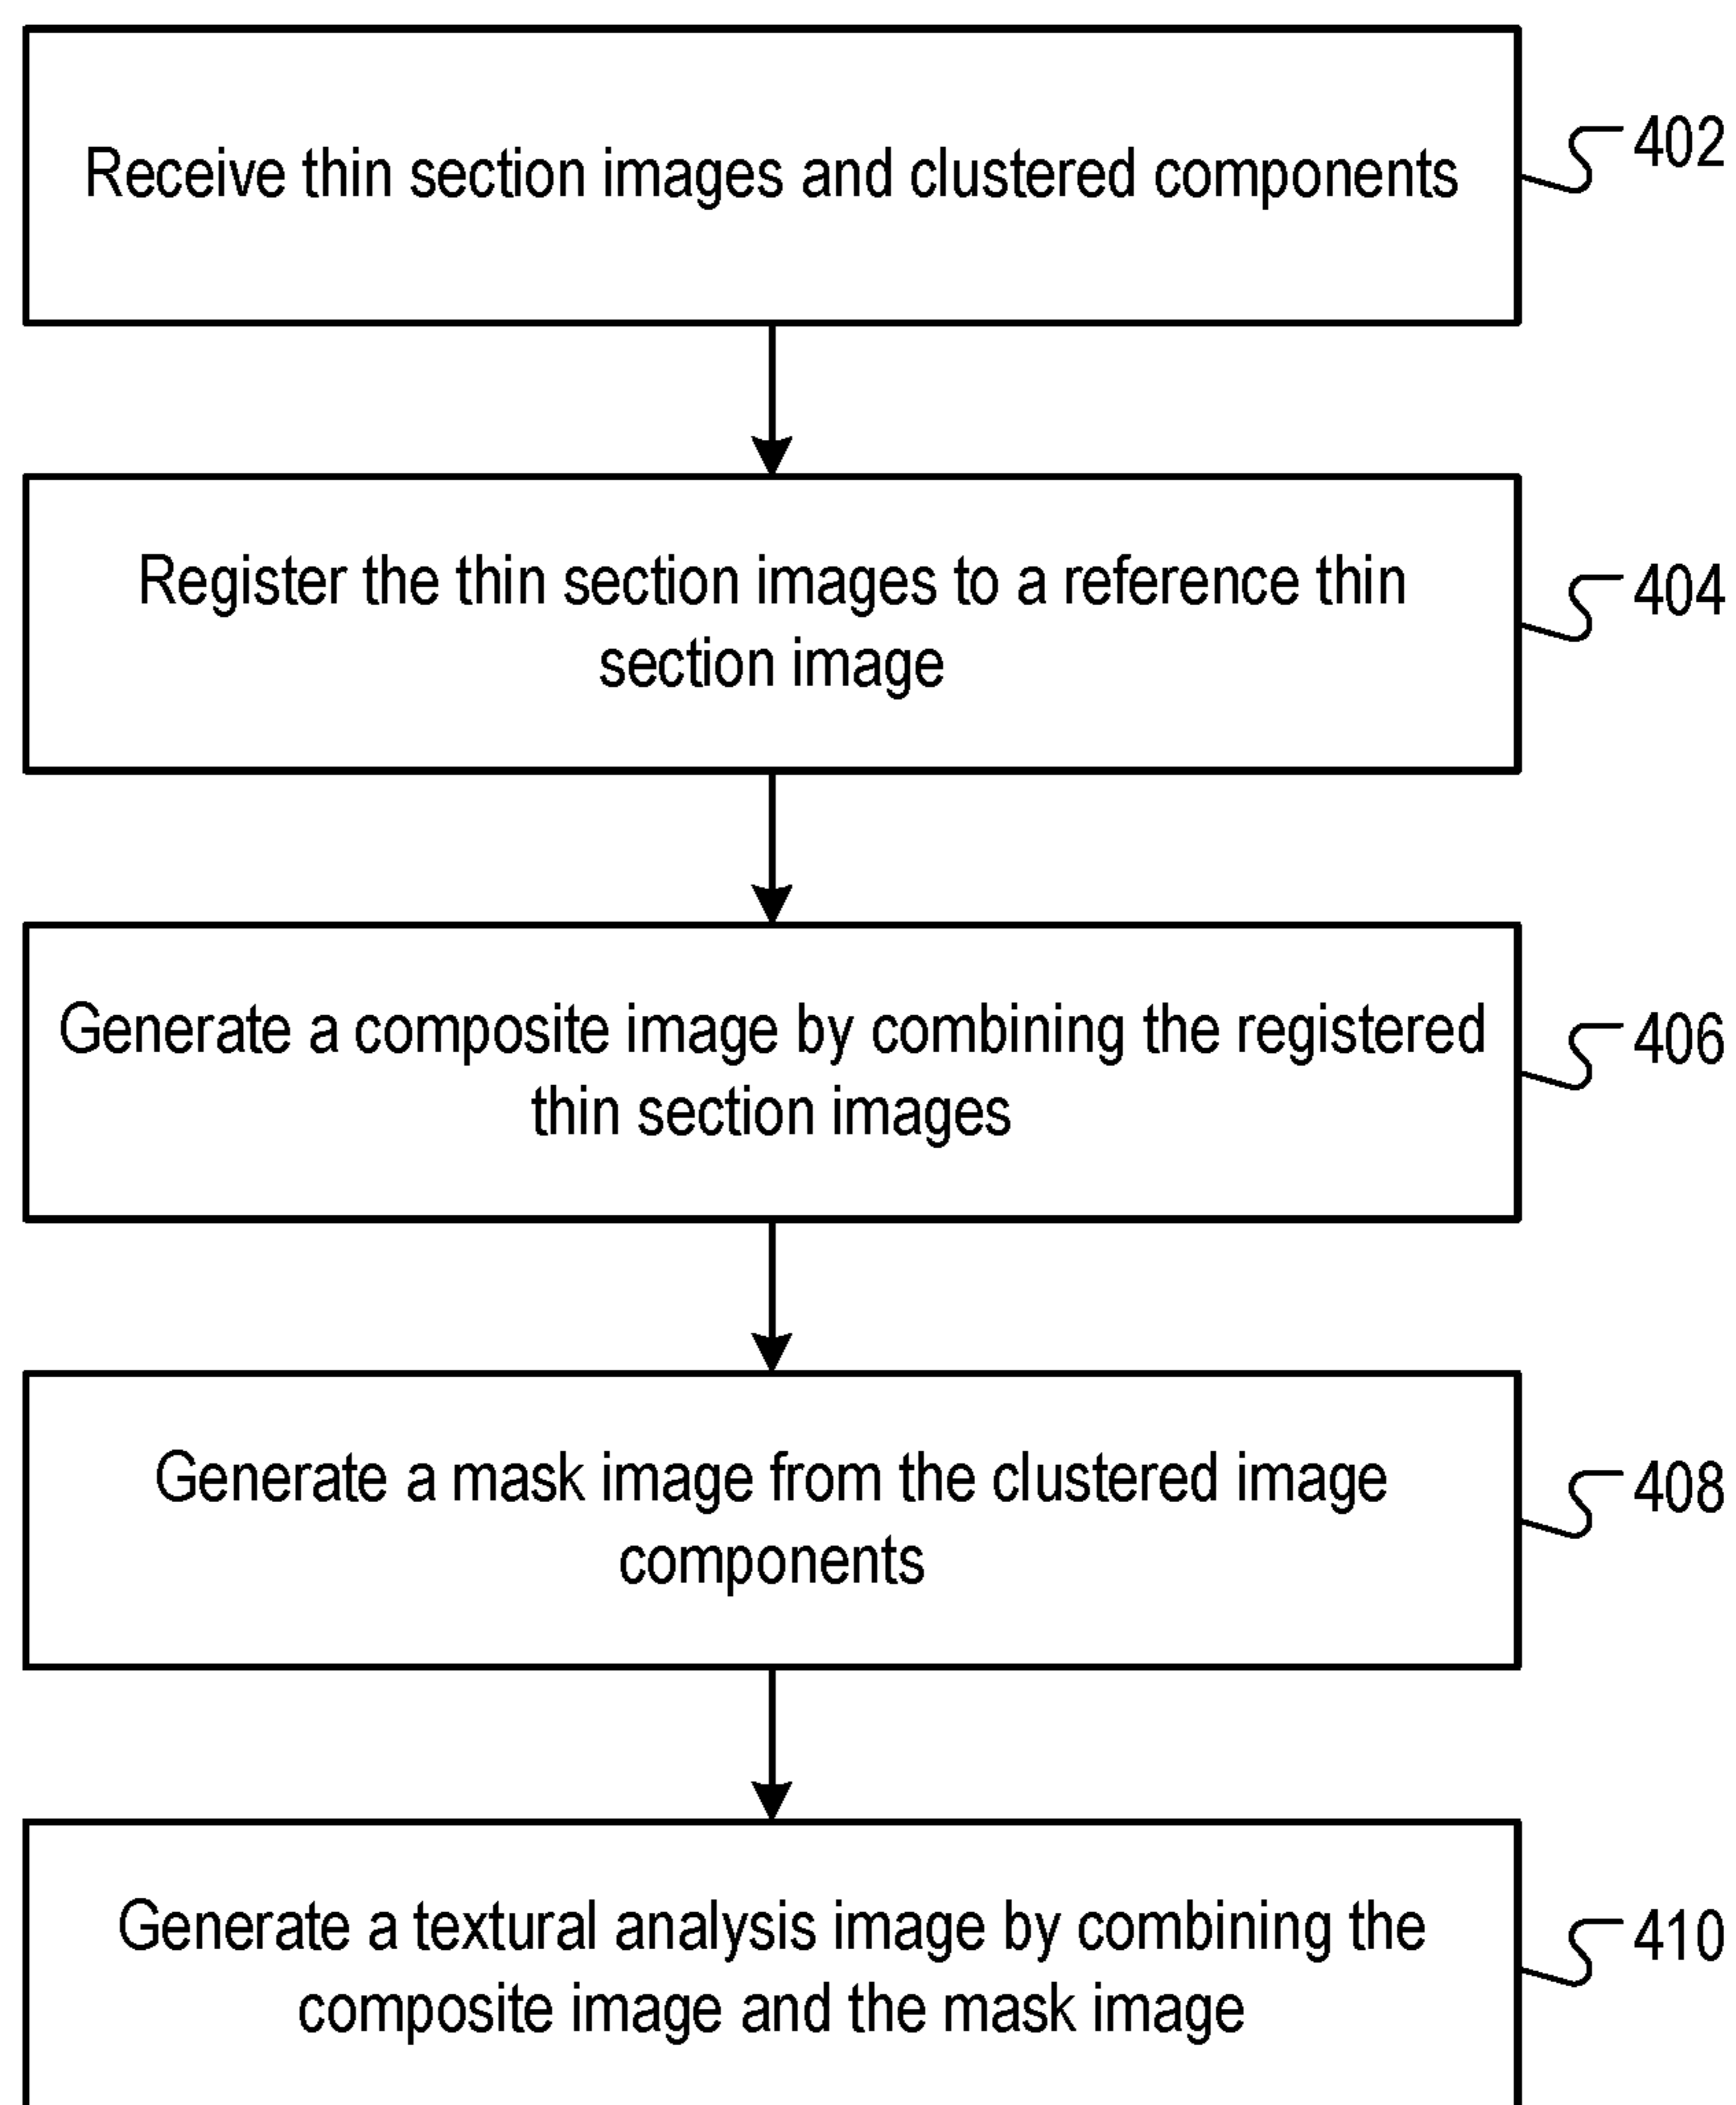 Receive thin section images and clustered components
402
Register the thin section images to a reference thin
section image
404
Generate a composite image by combining the registered
thin section images
406
Generate a mask image from the clustered image
components
408
Generate a textural analysis image by combining the
composite image and the mask image
410